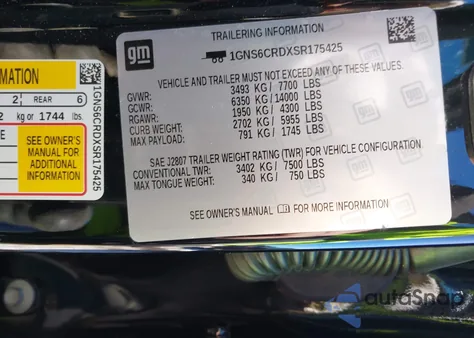 TRAILERING INFORMATION
gm
1GNS6CRDXSR175425
VEHICLE AND TRAILER MUST NOT EXCEED ANY OF THESE VALUES.
GVWR: 3493 KG/ 7700 LBS
GCWR: 6350 KG/14000 LBS
RGAWR: 1950 KG/ 4300 LBS
CURB WEIGHT: 2702 KG/ 5955 LBS
MAX PAYLOAD: 791 KG/ 1745 LBS
SAE J2807 TRAILER WEIGHT RATING (TWR) FOR VEHICLE CONFIGURATION
CONVENTIONAL TWR: 3402 KG/ 7500 LBS
MAX TONGUE WEIGHT: 340 KG/ 750 LBS
SEE OWNER'S MANUAL FOR MORE INFORMATION
MATION
2 REAR 6
2 kg or 1744 lbs.
SEE OWNER'S
MANUAL FOR
ADDITIONAL
INFORMATION
1GNS6CRDXSR175425
autoSnap